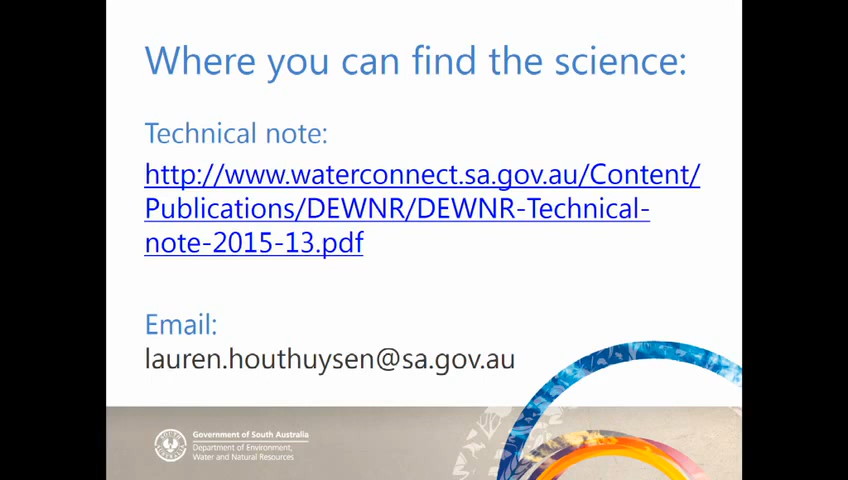 Where you can find the science:
Technical note:
http://www.waterconnect.sa.gov.au/Content/
Publications/DEWNR/DEWNR-Technical-
note-2015-13.pdf
Email:
lauren.houthuysen@sa.gov.au
Government of South Australia
Department of Environment,
Water and Natural Resources